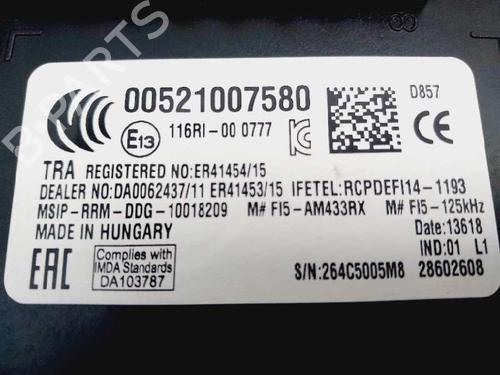 00521007580
D857
E13
116RI-00 0777
TRA REGISTERED NO:ER41454/15
DEALER NO:DA0062437/11 ER41453/15 IFETEL:RCPDEFI14-1193
MSIP-RRM-DDG-10018209 M# FI5-AM433RX M# FI5-125kHz
MADE IN HUNGARY
Date:13618
IND:01 L1
EAC
Complies with
IMDA Standards
DA103787
S/N:264C5005M8 28602608
B-PARTS